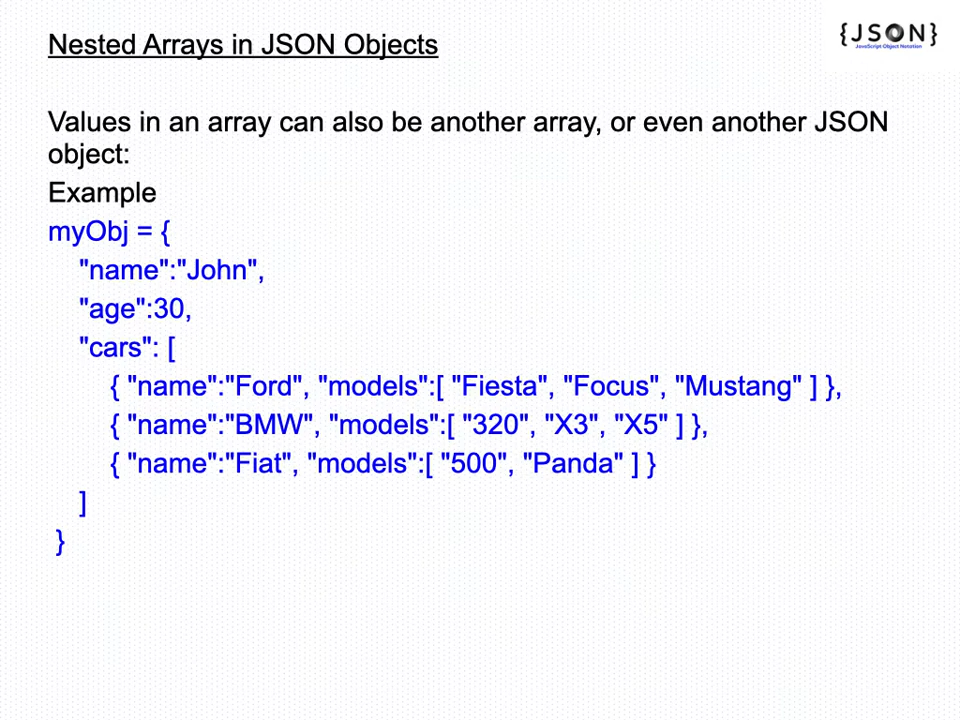 Nested Arrays in JSON Objects
{JSON}
JavaScript Object Notation
Values in an array can also be another array, or even another JSON
object:
Example
myObj = {
"name":"John",
"age":30,
"cars": [
{ "name":"Ford", "models":[ "Fiesta", "Focus", "Mustang" ] },
{ "name":"BMW", "models":[ "320", "X3", "X5" ] },
{ "name":"Fiat", "models":[ "500", "Panda" ] }
]
}